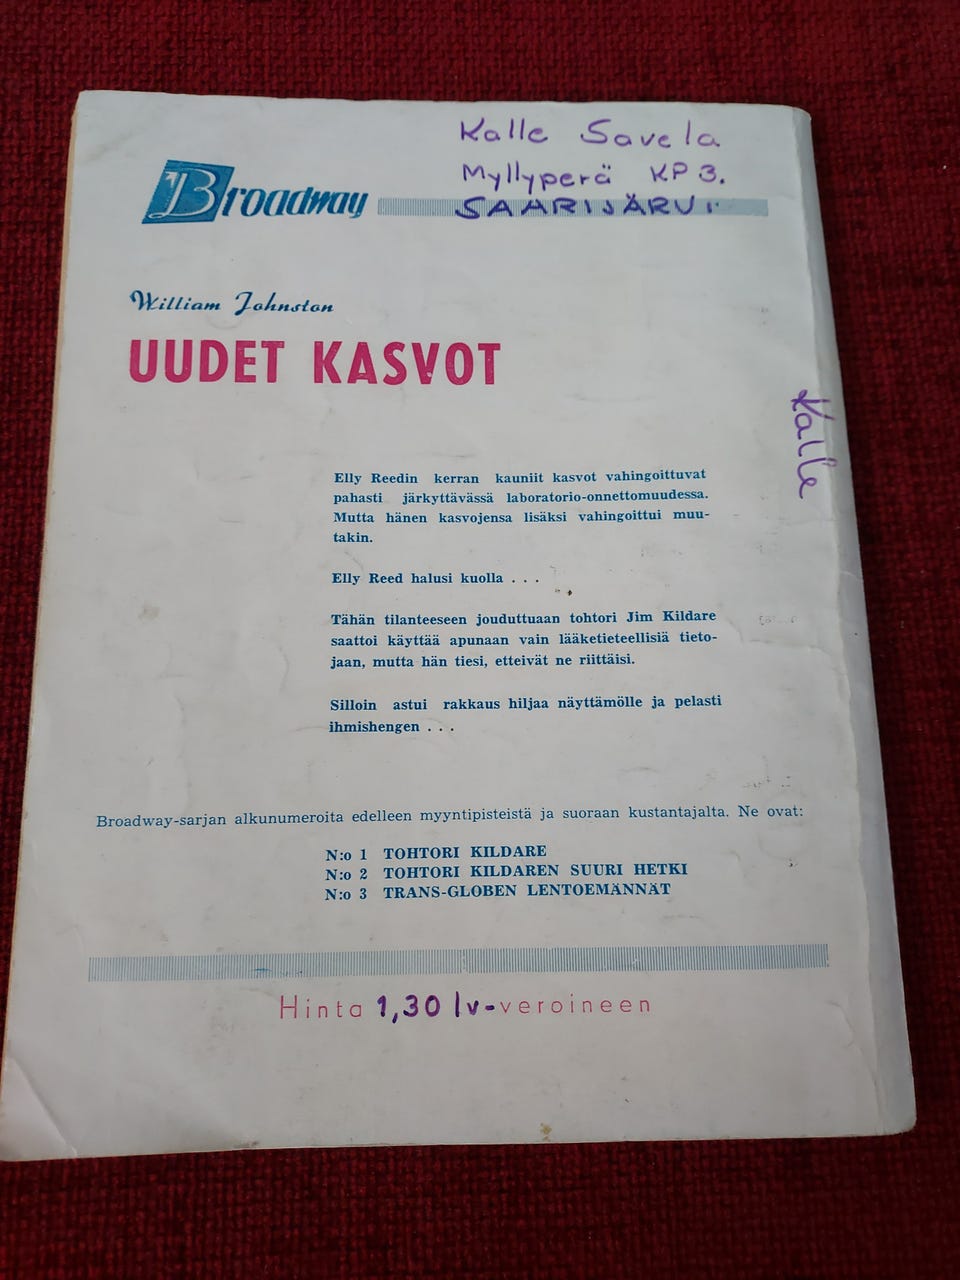 Kalle Savela
Myllyperä KP 3.
SAARIJÄRVI
Broadway
William Johnston
UUDET KASVOT
Kalle
Elly Reedin kerran kauniit kasvot vahingoittuvat
pahasti järkyttävässä laboratorio-onnettomuudessa.
Mutta hänen kasvojensa lisäksi vahingoittui muu-
takin.
Elly Reed halusi kuolla . . .
Tähän tilanteeseen jouduttuaan tohtori Jim Kildare
saattoi käyttää apunaan vain lääketieteellisiä tieto-
jaan, mutta hän tiesi, etteivät ne riittäisi.
Silloin astui rakkaus hiljaa näyttämölle ja pelasti
ihmishengen . . .
Broadway-sarjan alkunumeroita edelleen myyntipisteistä ja suoraan kustantajalta. Ne ovat:
N:o 1 TOHTORI KILDARE
N:o 2 TOHTORI KILDAREN SUURI HETKI
N:o 3 TRANS-GLOBEN LENTOEMÄNNÄT
Hinta 1,30 lv-veroineen